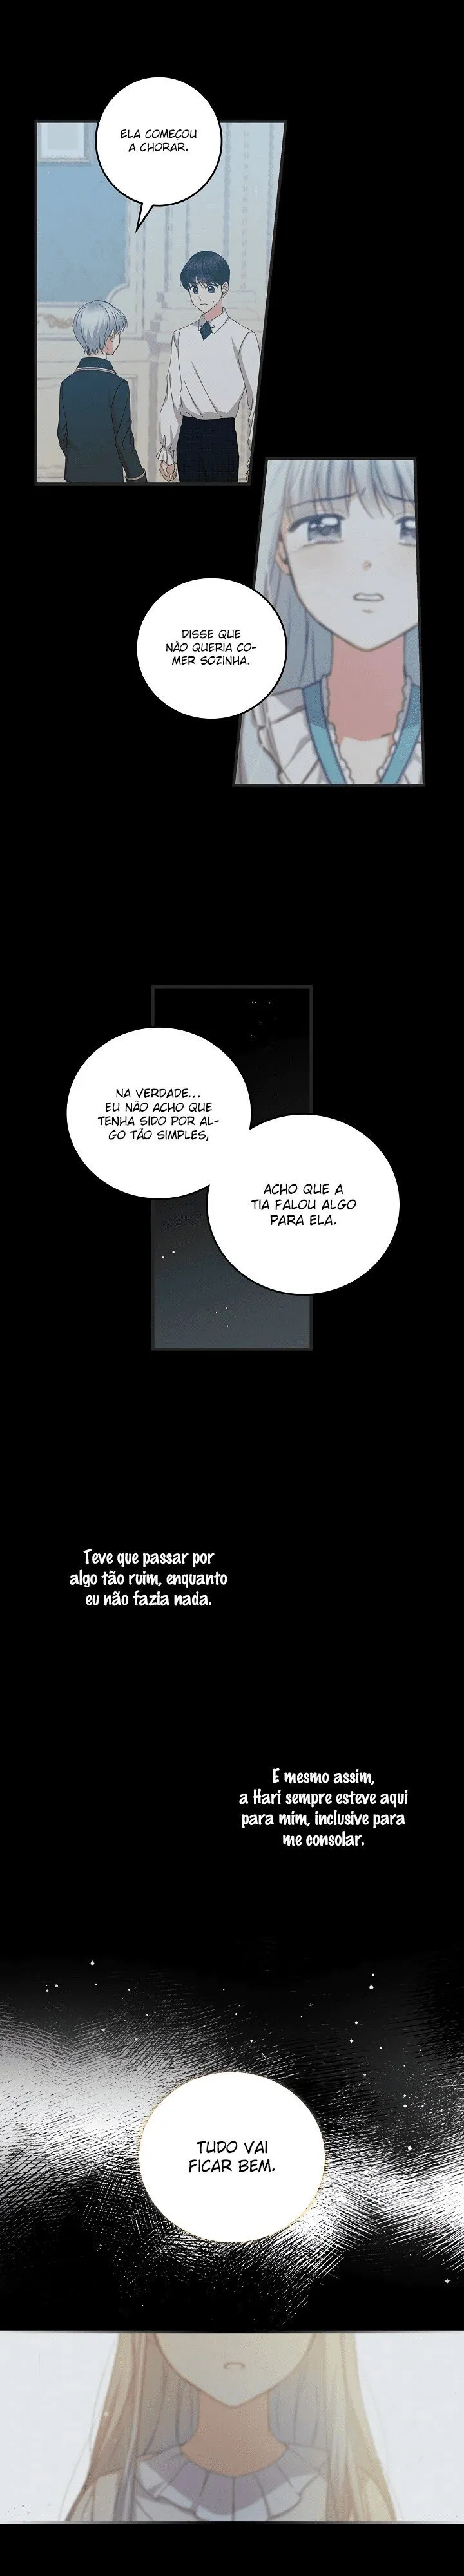 ELA COMEÇOU
A CHORAR.
DISSE QUE
NÃO QUERIA CO-
MER SOZINHA.
NA VERDADE...
EU NÃO ACHO QUE
TENHA SIDO POR AL-
GO TÃO SIMPLES,
ACHO QUE A
TIA FALOU ALGO
PARA ELA.
Teve que passar por
algo tão ruim, enquanto
eu não fazia nada.
E mesmo assim,
a Hari sempre esteve aqui
para mim, inclusive para
me consolar.
TUDO VAI
FICAR BEM.